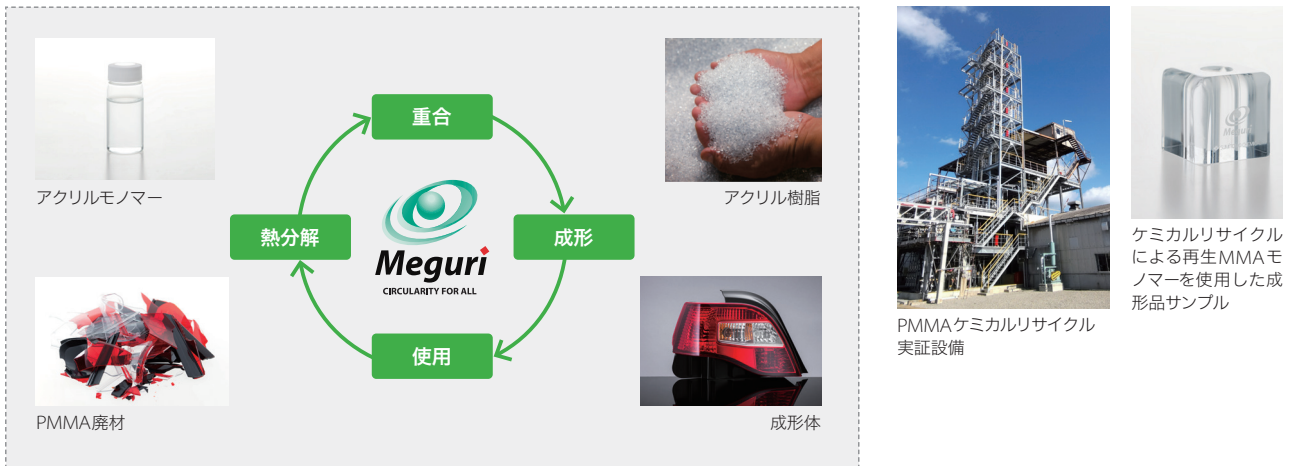 アクリルモノマー
重合
アクリル樹脂
熱分解
成形
Meguri
CIRCULARITY FOR ALL
使用
PMMA廃材
成形体
PMMAケミカルリサイクル
実証設備
Meguri
ケミカルリサイクル
による再生MMAモ
ノマーを使用した成
形品サンプル